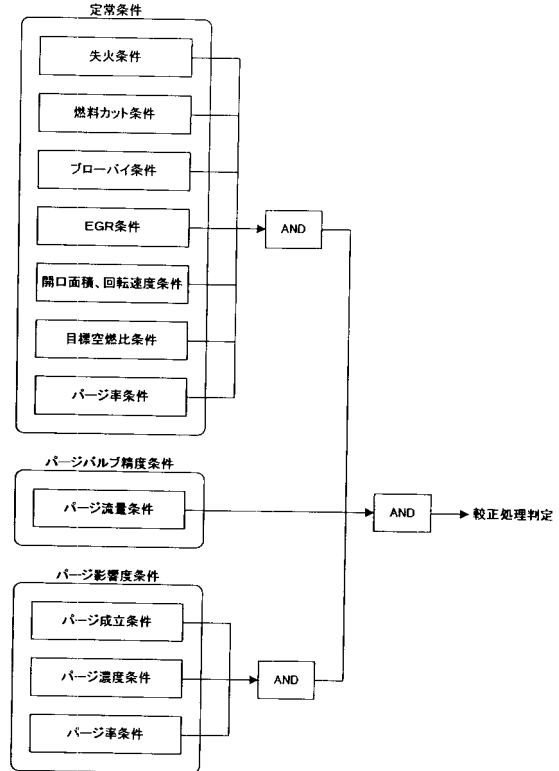 定常条件
失火条件
燃料カット条件
ブローバイ条件
EGR条件
AND
開口面積、回転速度条件
目標空燃比条件
パージ率条件
パージバルブ精度条件
パージ流量条件
AND
較正処理判定
パージ影響度条件
パージ成立条件
パージ濃度条件
AND
パージ率条件